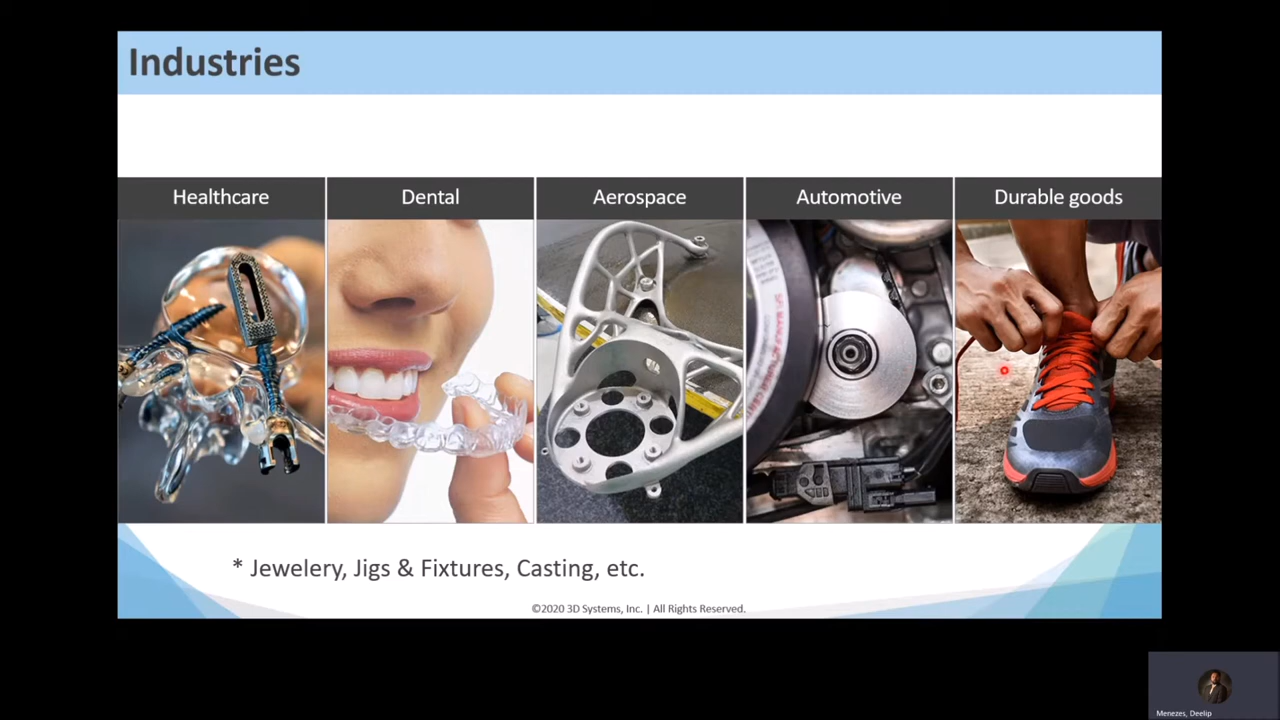 Industries
Healthcare
Dental
Aerospace
Automotive
Durable goods
* Jewelery, Jigs & Fixtures, Casting, etc.
©2020 3D Systems, Inc. | All Rights Reserved.
Menezes, Deelip